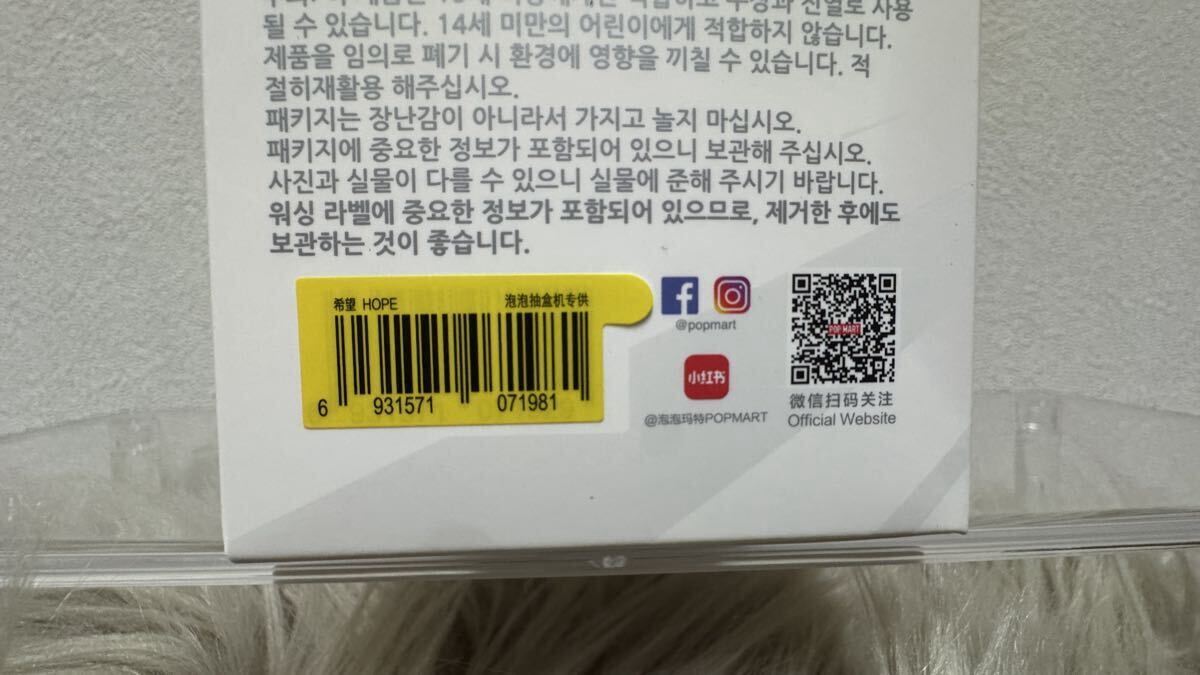 사용
될 수 있습니다. 14세 미만의 어린이에게 적합하지 않습니다.
제품을 임의로 폐기 시 환경에 영향을 끼칠 수 있습니다. 적
절히재활용 해주십시오.
패키지는 장난감이 아니라서 가지고 놀지 마십시오.
패키지에 중요한 정보가 포함되어 있으니 보관해 주십시오.
사진과 실물이 다를 수 있으니 실물에 준해 주시기 바랍니다.
워싱 라벨에 중요한 정보가 포함되어 있으므로, 제거한 후에도
보관하는 것이 좋습니다.
希望 HOPE 泡泡抽盒机专供
6 931571 071981
@popmart
小红书
@泡泡玛特POPMART
POP MART
微信扫码关注
Official Website